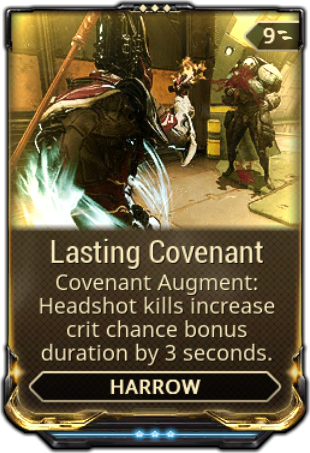 9
Lasting Covenant
Covenant Augment:
Headshot kills increase
crit chance bonus
duration by 3 seconds.
HARROW